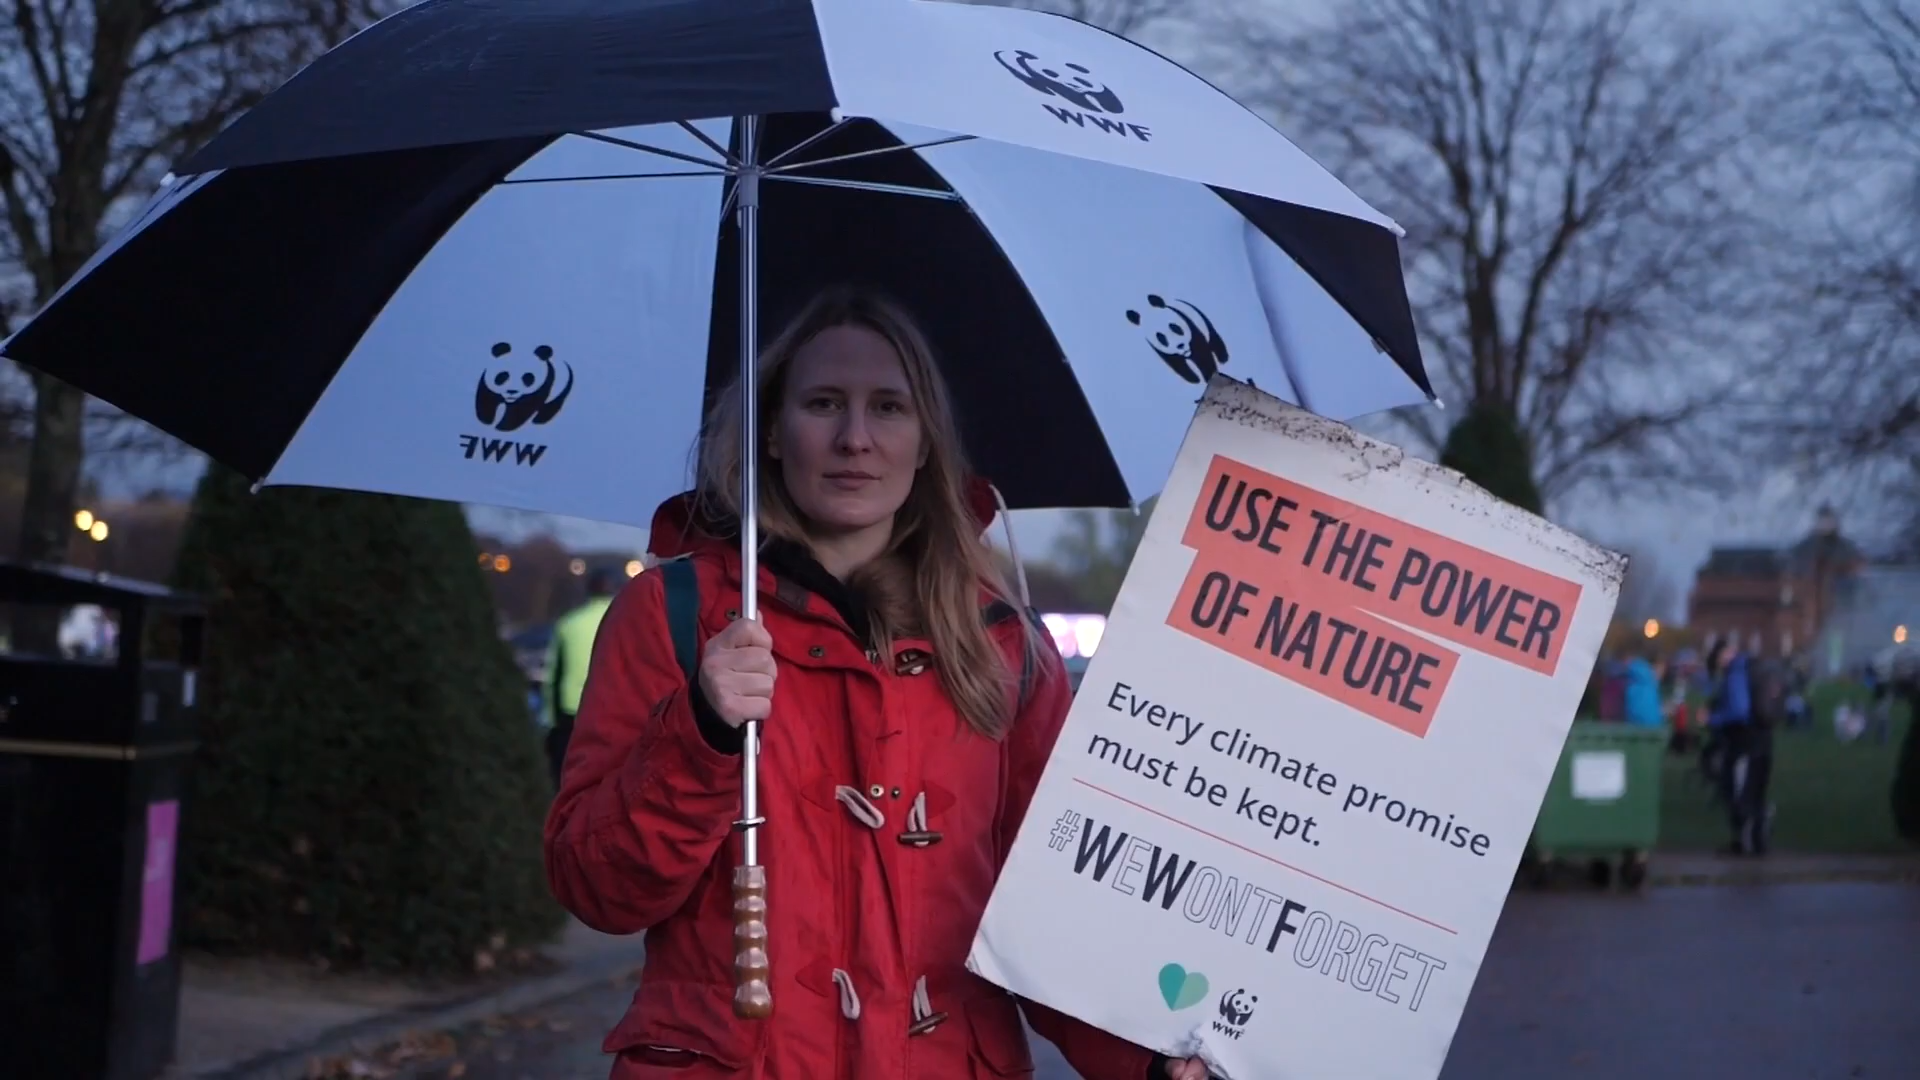 WWF
WWF
USE THE POWER
OF NATURE
Every climate promise
must be kept.
#WEWONTFORGET
WWF